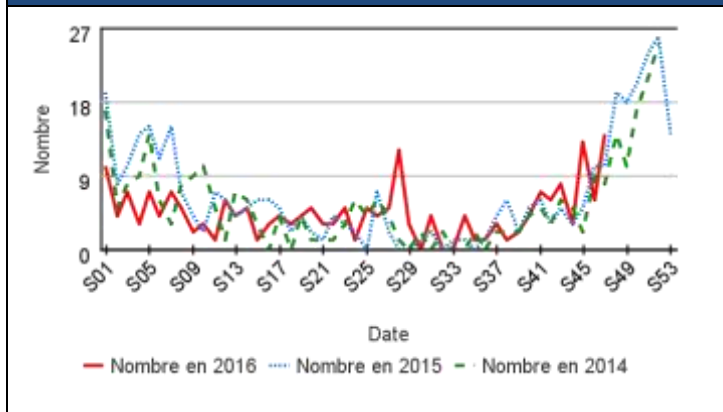 27
18
9
0
Nombre
S01 S05 S09 S13 S17 S21 S25 S29 S33 S37 S41 S45 S49 S53
Date
Nombre en 2016 Nombre en 2015 Nombre en 2014